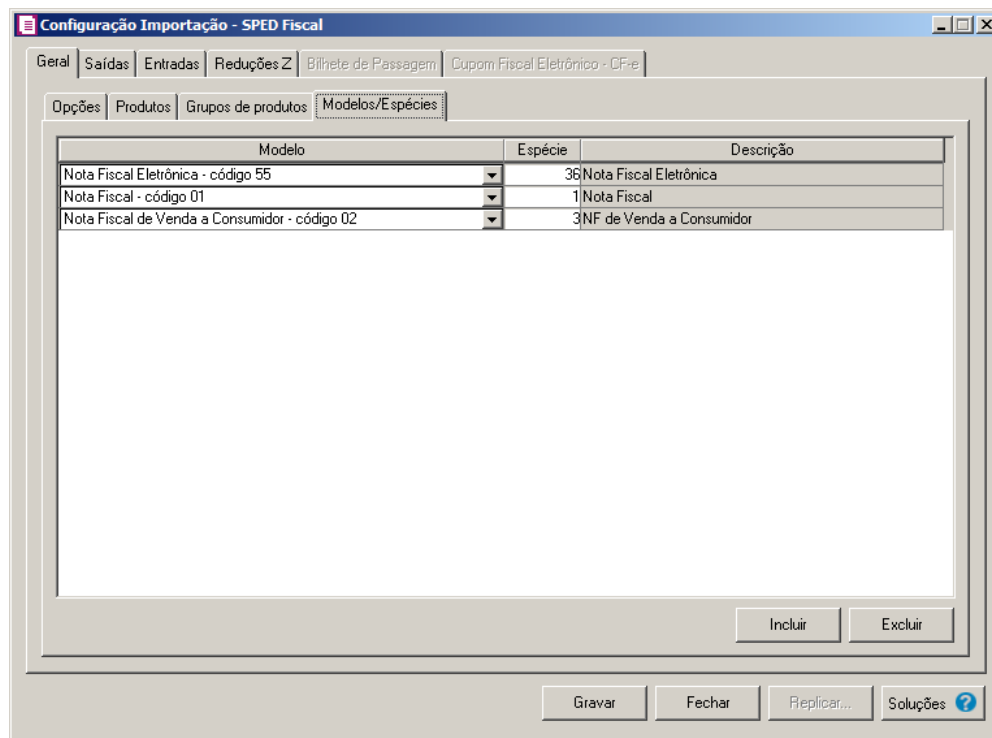 Configuração Importação - SPED Fiscal
Geral Saídas Entradas Reduções Z Bilhete de Passagem Cupom Fiscal Eletrônico - CF-e
Opções Produtos Grupos de produtos Modelos/Espécies
Modelo Espécie Descrição
Nota Fiscal Eletrônica - código 55 36 Nota Fiscal Eletrônica
Nota Fiscal - código 01 1 Nota Fiscal
Nota Fiscal de Venda a Consumidor - código 02 3 NF de Venda a Consumidor
Incluir Excluir
Gravar Fechar Replicar... Soluções ?